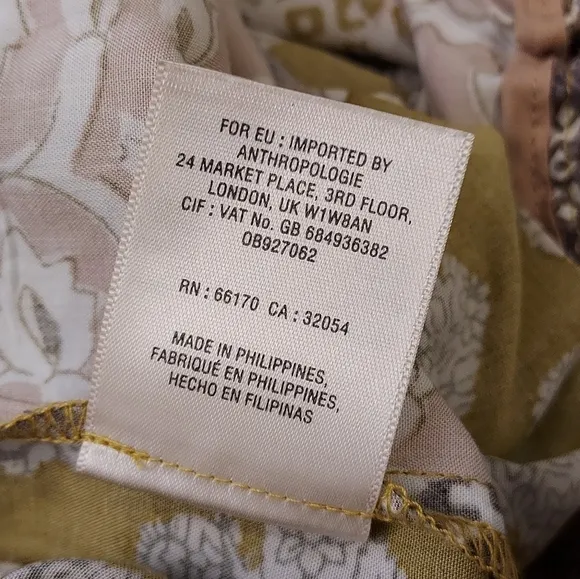 FOR EU : IMPORTED BY
ANTHROPOLOGIE
24 MARKET PLACE, 3RD FLOOR,
LONDON, UK W1W8AN
CIF : VAT No. GB 684936382
OB927062
RN : 66170 CA : 32054
MADE IN PHILIPPINES,
FABRIQUÉ EN PHILIPPINES,
HECHO EN FILIPINAS